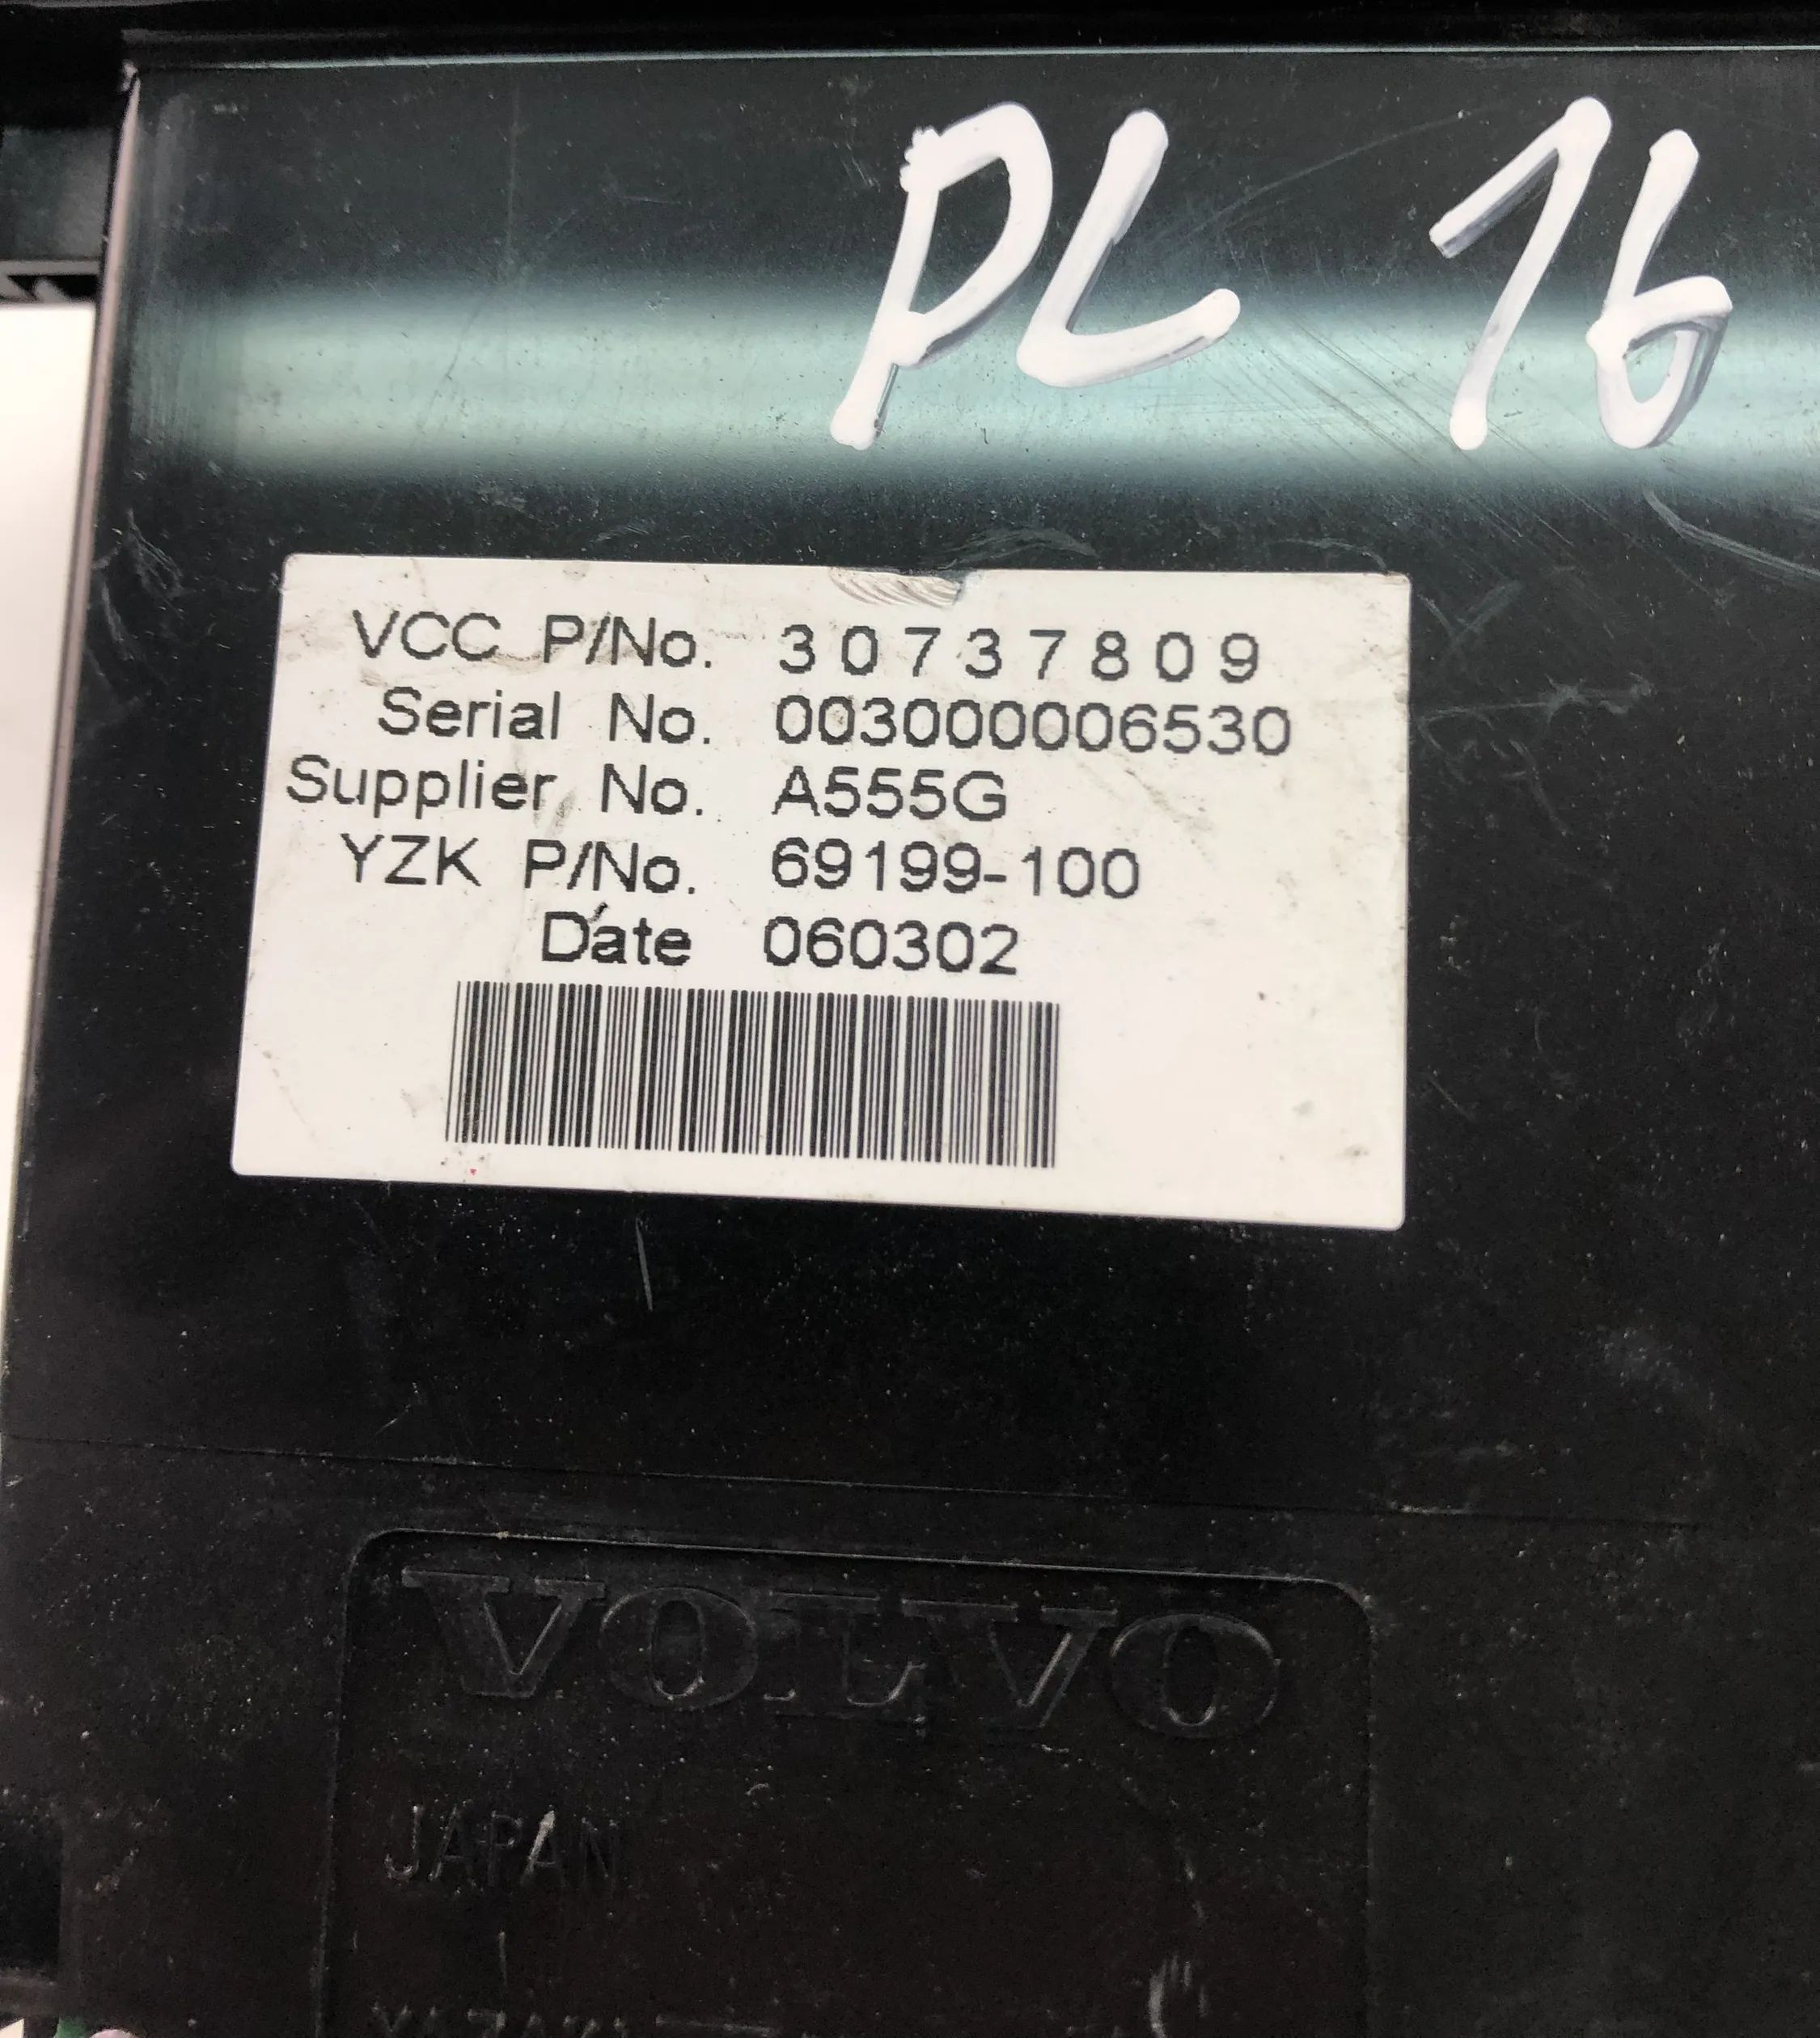 PL 16
VCC P/No. 30737809
Serial No. 003000006530
Supplier No. A555G
YZK P/No. 69199-100
Date 060302
VOLVO
JAPAN